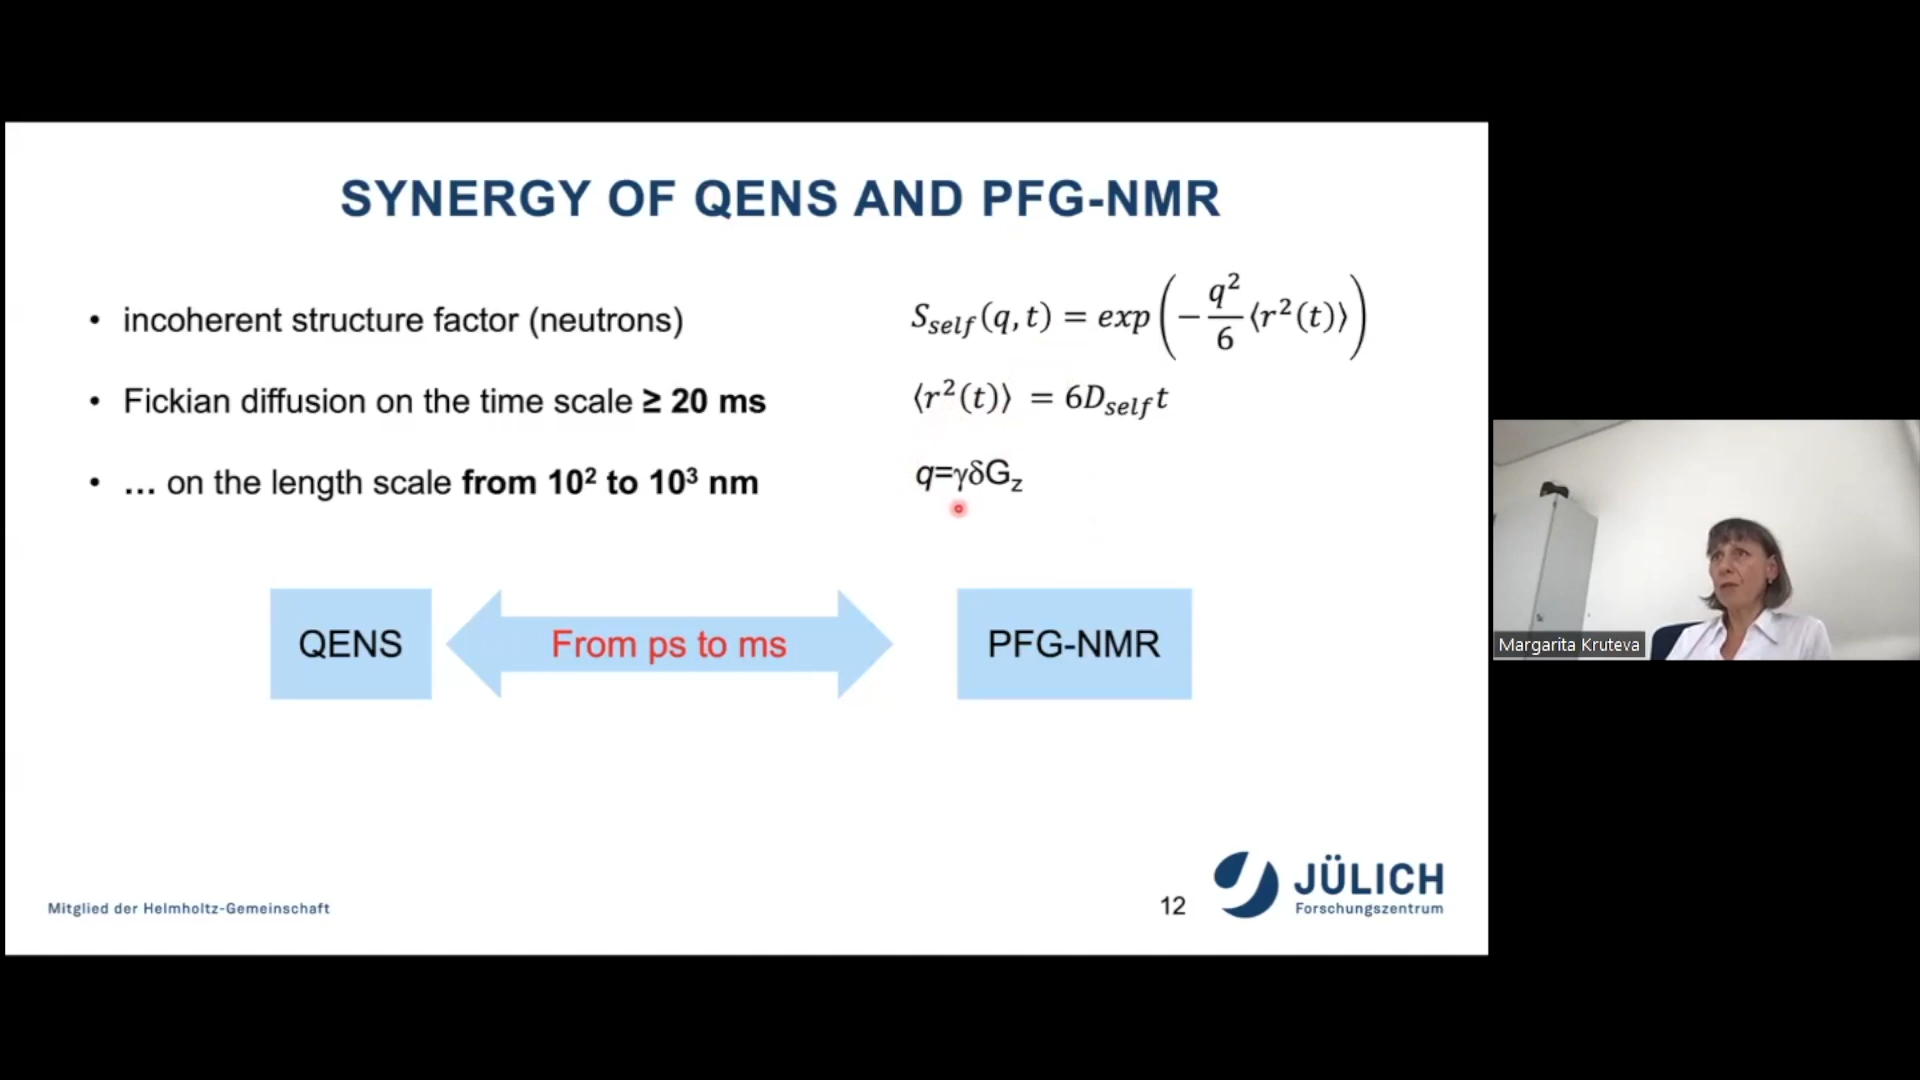 SYNERGY OF QENS AND PFG-NMR
• incoherent structure factor (neutrons)
S_self(q,t) = exp(−q²/6 ⟨r²(t)⟩)
• Fickian diffusion on the time scale ≥ 20 ms
⟨r²(t)⟩ = 6D_self t
• ... on the length scale from 10² to 10³ nm
q=γδG_z
QENS
From ps to ms
PFG-NMR
Margarita Kruteva
Mitglied der Helmholtz-Gemeinschaft
12
JÜLICH
Forschungszentrum